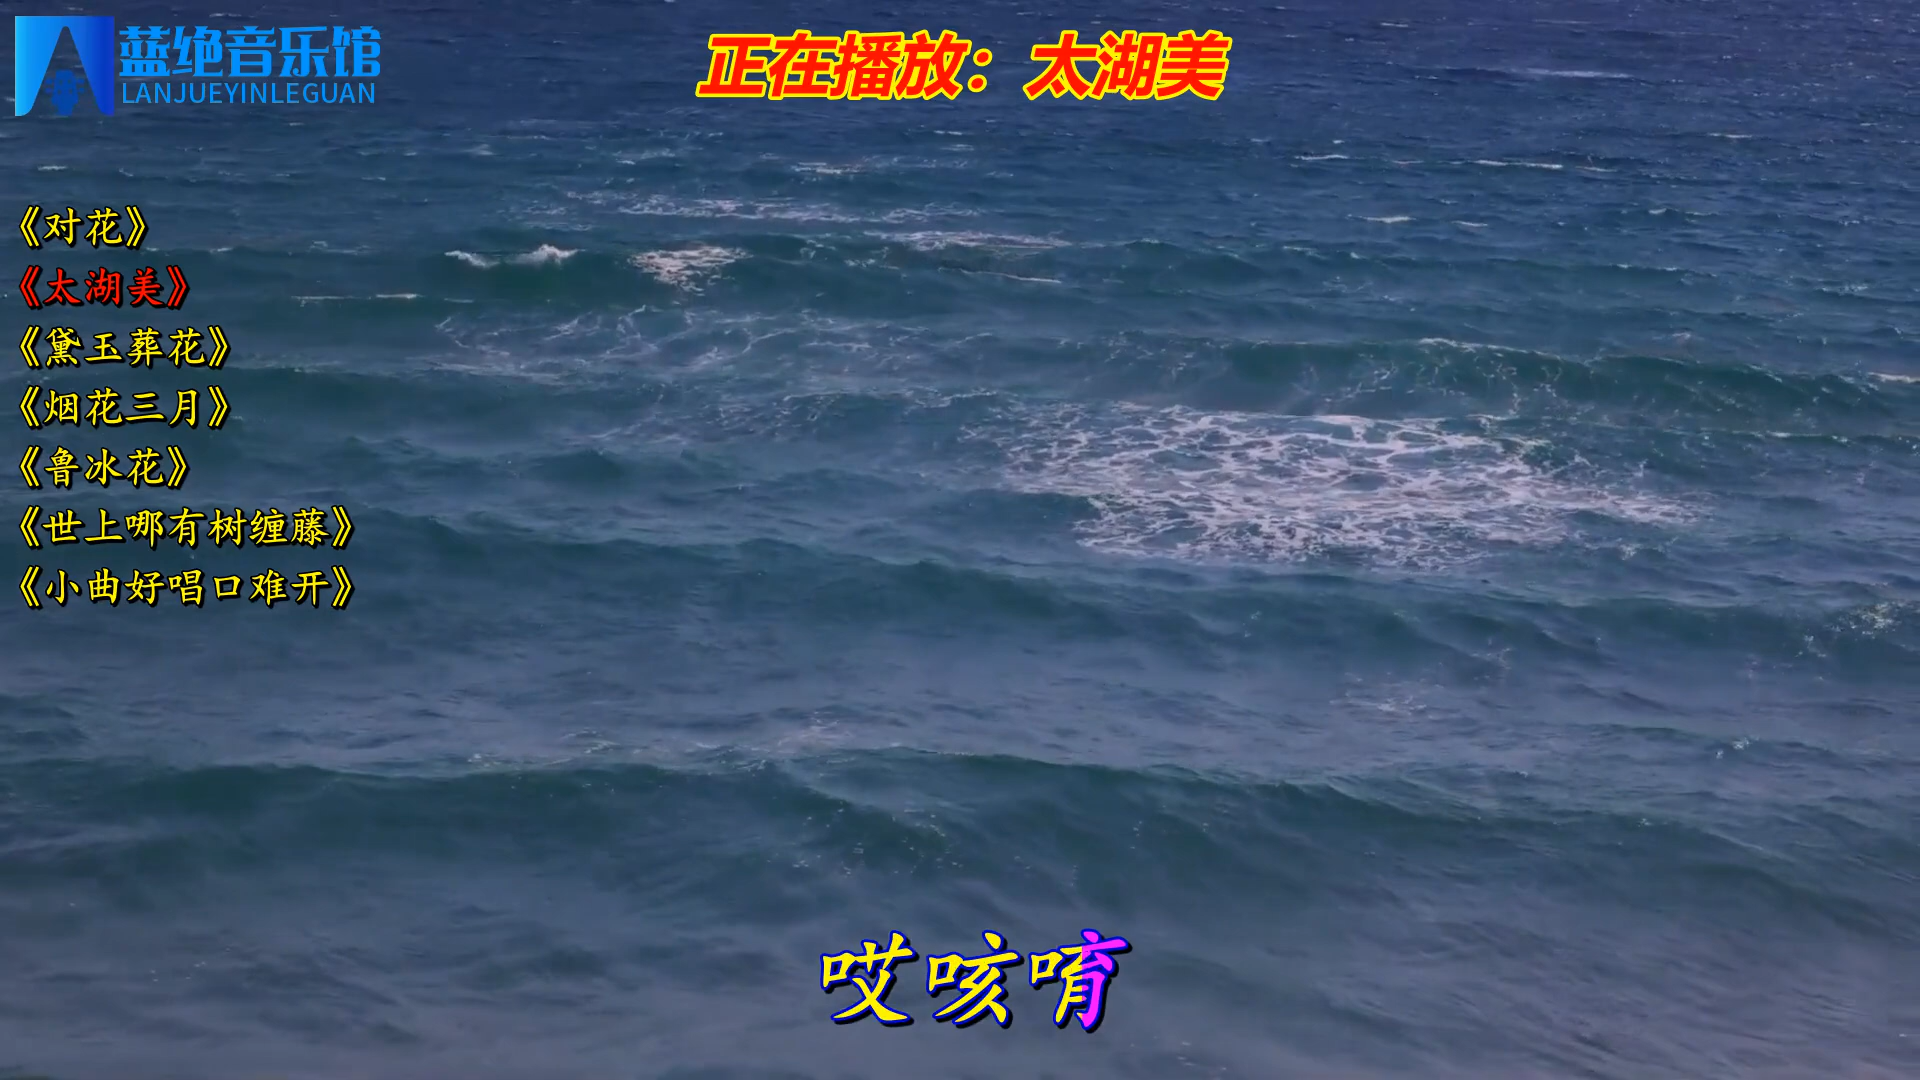 蓝绝音乐馆
LANJUEYINLEGUAN
正在播放：太湖美
《对花》
《太湖美》
《黛玉葬花》
《烟花三月》
《鲁冰花》
《世上哪有树缠藤》
《小曲好唱口难开》
哎咳唷